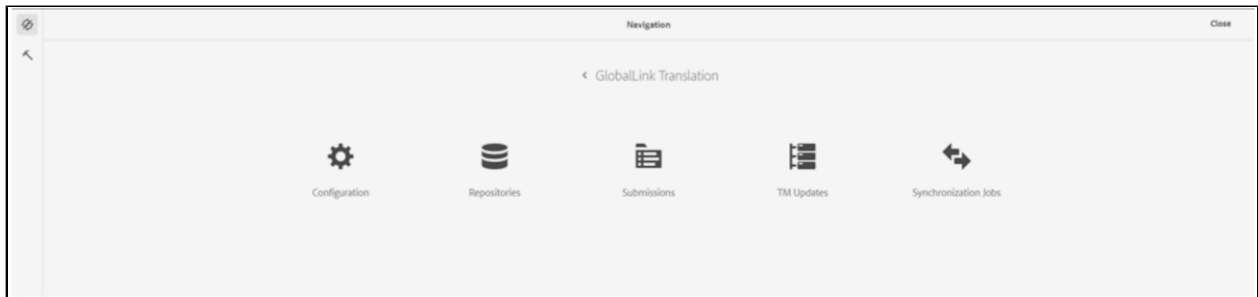 Navigation
Close
GlobalLink Translation
Configuration
Repositories
Submissions
TM Updates
Synchronization Jobs